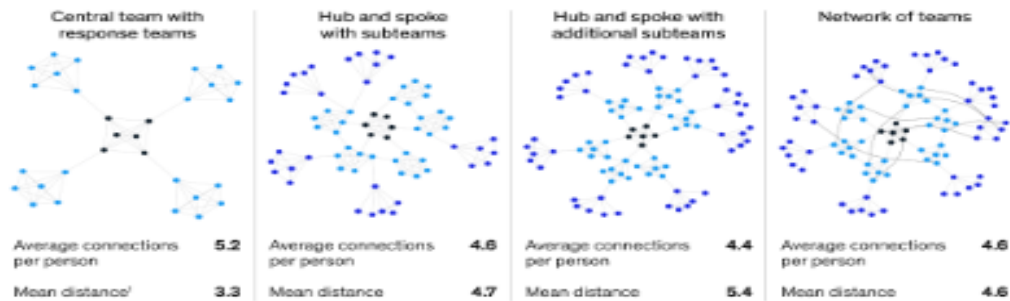 Central team with
response teams
Hub and spoke
with subteams
Hub and spoke with
additional subteams
Network of teams
Average connections
per person
5.2
Mean distance¹
3.3
Average connections
per person
4.6
Mean distance
4.7
Average connections
per person
4.4
Mean distance
5.4
Average connections
per person
4.6
Mean distance
4.6